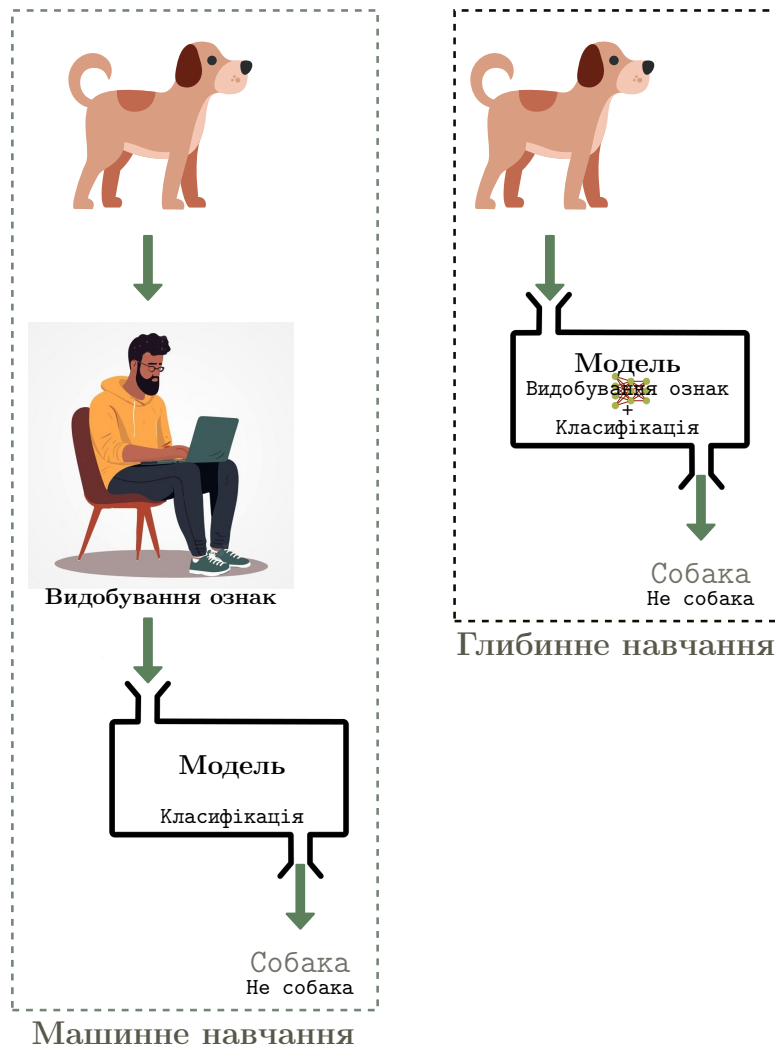 Видобування ознак
Модель
Класифікація
Собака
Не собака
Машинне навчання
Модель
Видобування ознак
+
Класифікація
Собака
Не собака
Глибинне навчання